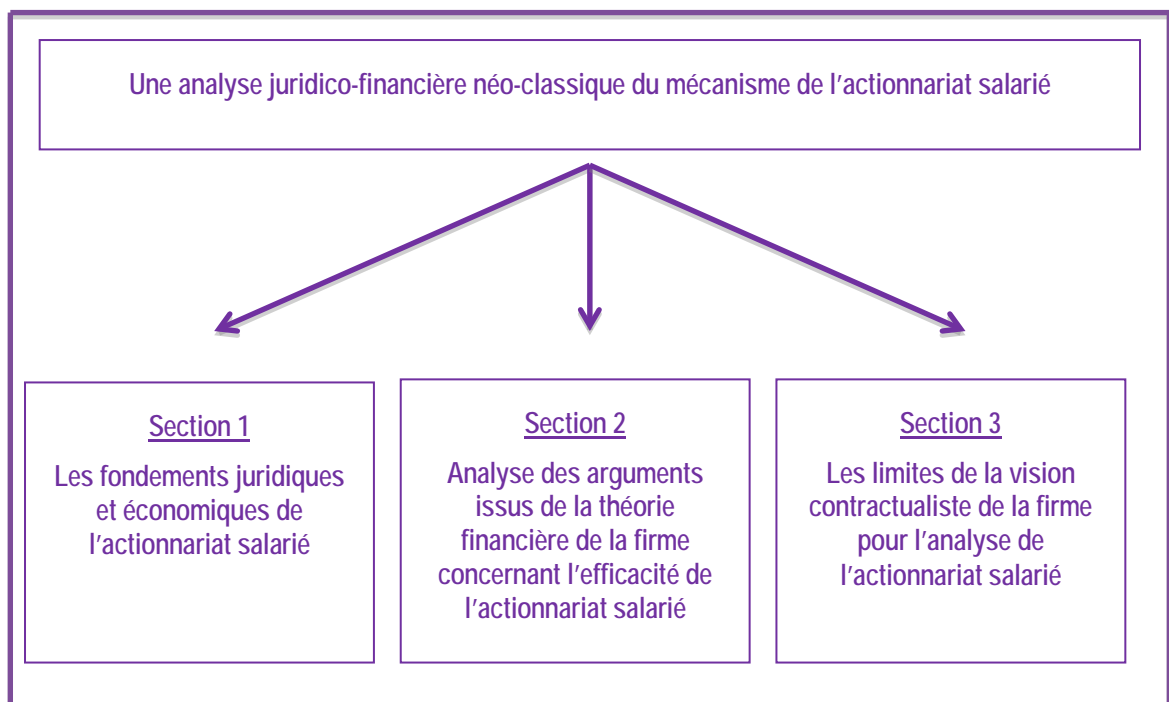 Une analyse juridico-financière néo-classique du mécanisme de l'actionnariat salarié
Section 1
Les fondements juridiques
et économiques de
l'actionnariat salarié
Section 2
Analyse des arguments
issus de la théorie
financière de la firme
concernant l'efficacité de
l'actionnariat salarié
Section 3
Les limites de la vision
contractualiste de la firme
pour l'analyse de
l'actionnariat salarié